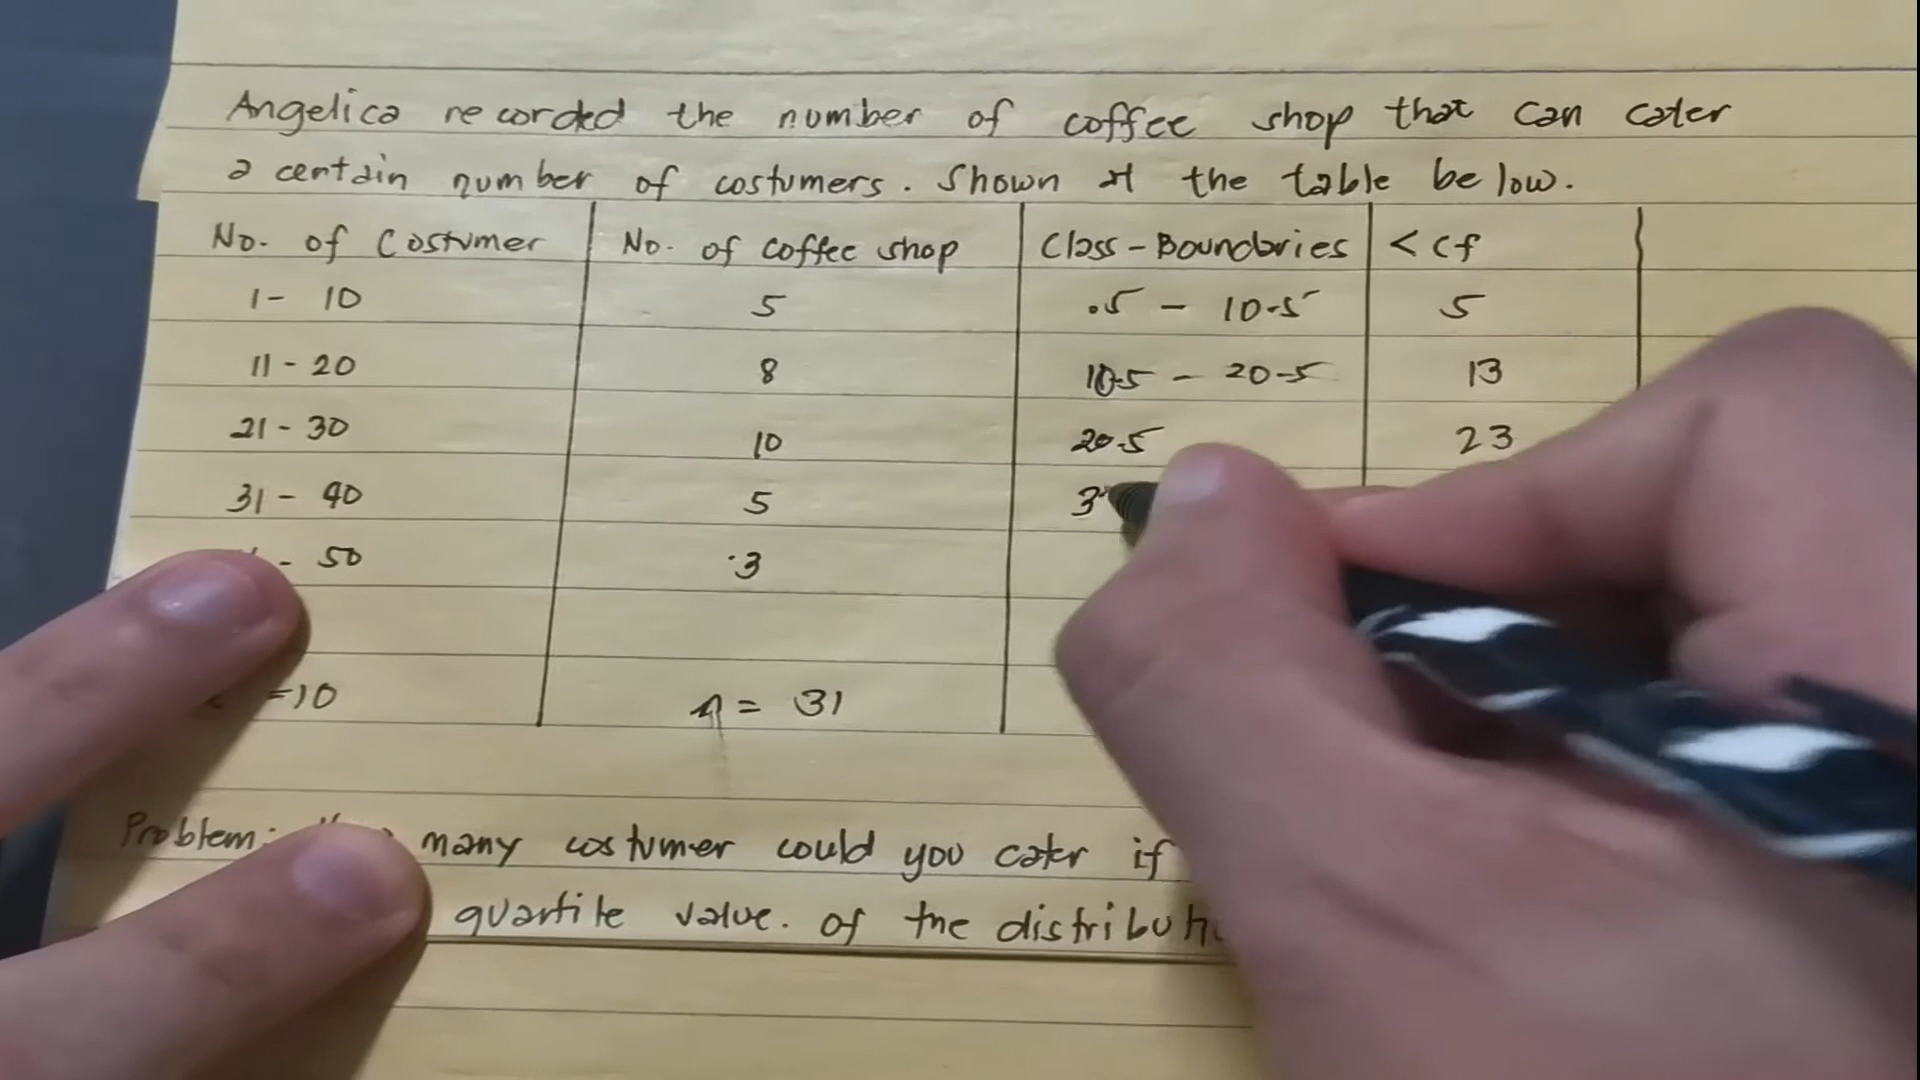 Angelica recorded the number of coffee shop that can cater
a certain number of costumers. Shown at the table below.
No. of Costumer No. of coffee shop Class-Boundaries <cf
1- 10 5 .5 - 10.5 5
11 - 20 8 10.5 - 20.5 13
21 - 30 10 20.5 23
31 - 40 5 3
- 50 3
=10 n = 31
Problem: many costumer could you cater if
quartile value. of the